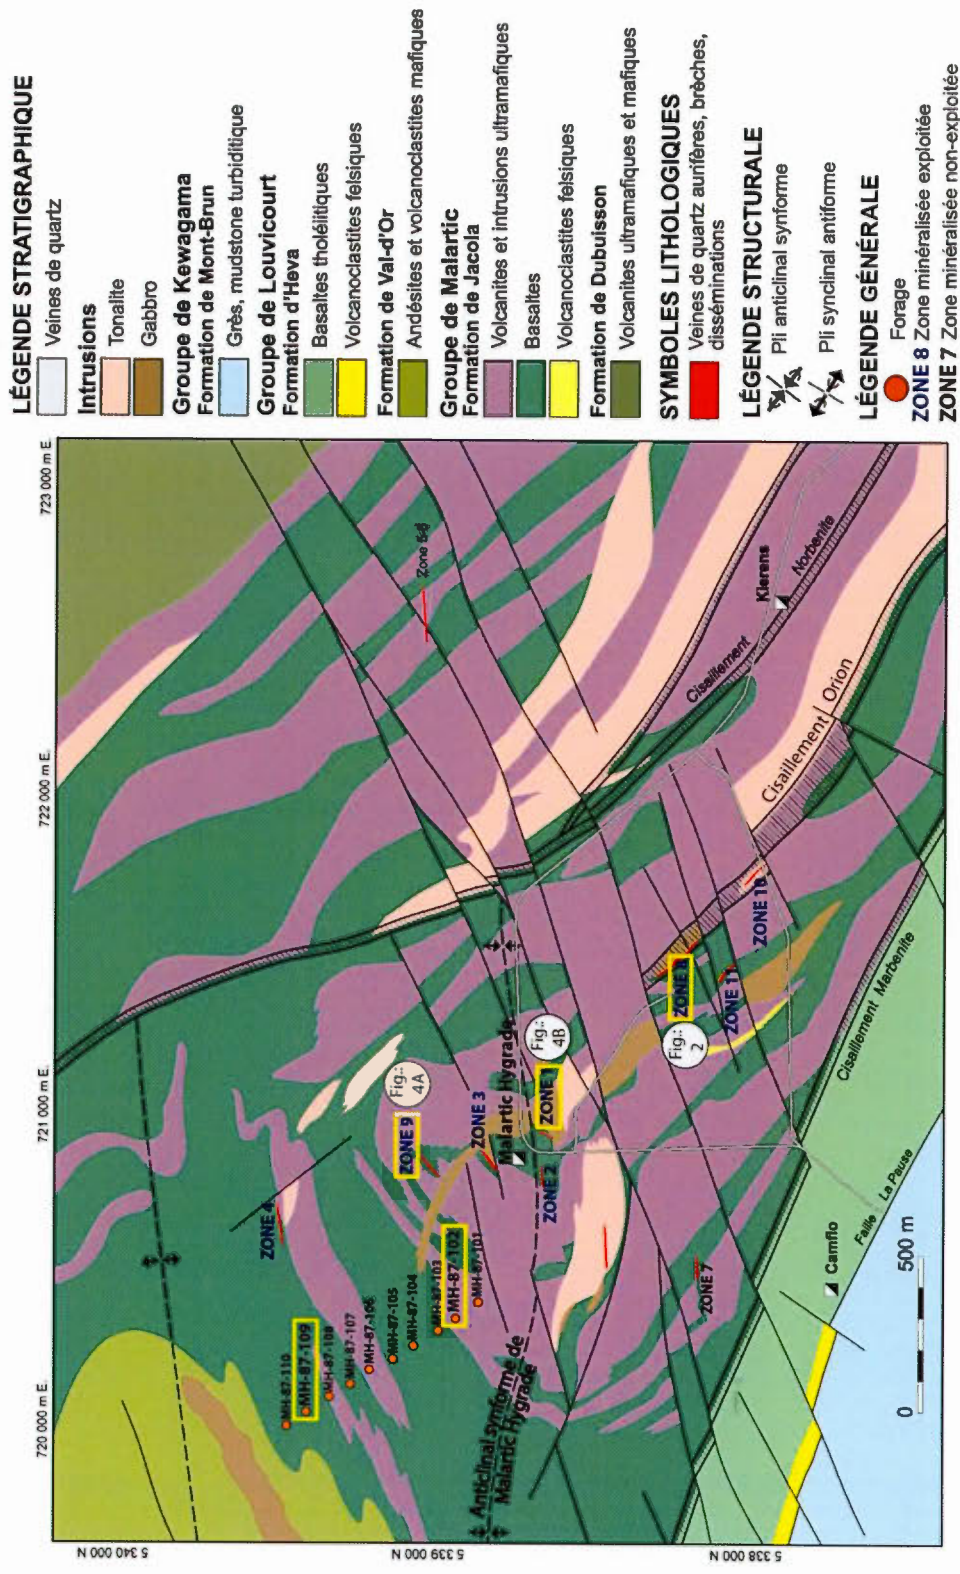 LÉGENDE STRATIGRAPHIQUE
Veines de quartz
Intrusions
Tonalite
Gabbro
Groupe de Kewagama
Formation de Mont-Brun
Grès, mudstone turbiditique
Groupe de Louvicourt
Formation d'Heva
Basaltes tholéiitiques
Volcanoclastites felsiques
Formation de Val-d'Or
Andésites et volcanoclastites mafiques
Groupe de Malartic
Formation de Jacola
Volcanites et intrusions ultramafiques
Basaltes
Volcanoclastites felsiques
Formation de Dubuisson
Volcanites ultramafiques et mafiques
SYMBOLES LITHOLOGIQUES
Veines de quartz aurifères, brèches,
disséminations
LÉGENDE STRUCTURALE
Pli anticlinal synforme
Pli synclinal antiforme
LÉGENDE GÉNÉRALE
Forage
ZONE 8 Zone minéralisée exploitée
ZONE 7 Zone minéralisée non-exploitée
720 000 m E.
721 000 m E.
722 000 m E.
723 000 m E.
5 340 000 N
5 339 000 N
5 338 000 N
MH-87-110
MH-87-109
MH-87-108
MH-87-107
MH-87-106
MH-87-105
MH-87-104
MH-87-103
MH-87-102
MH-87-101
ZONE 4
ZONE 9
Fig.:
4A
ZONE 3
Malartic Hygrade
ZONE 1
Fig.:
4B
ZONE 2
Anticlinal synforme de
Malartic Hygrade
ZONE 8
Fig.:
2
ZONE 11
ZONE 10
ZONE 7
Zone 5-6
Kierens
Cisaillement Norbenite
Cisaillement Orion
Cisaillement Marbenite
Faille La Pause
Camflo
0 500 m